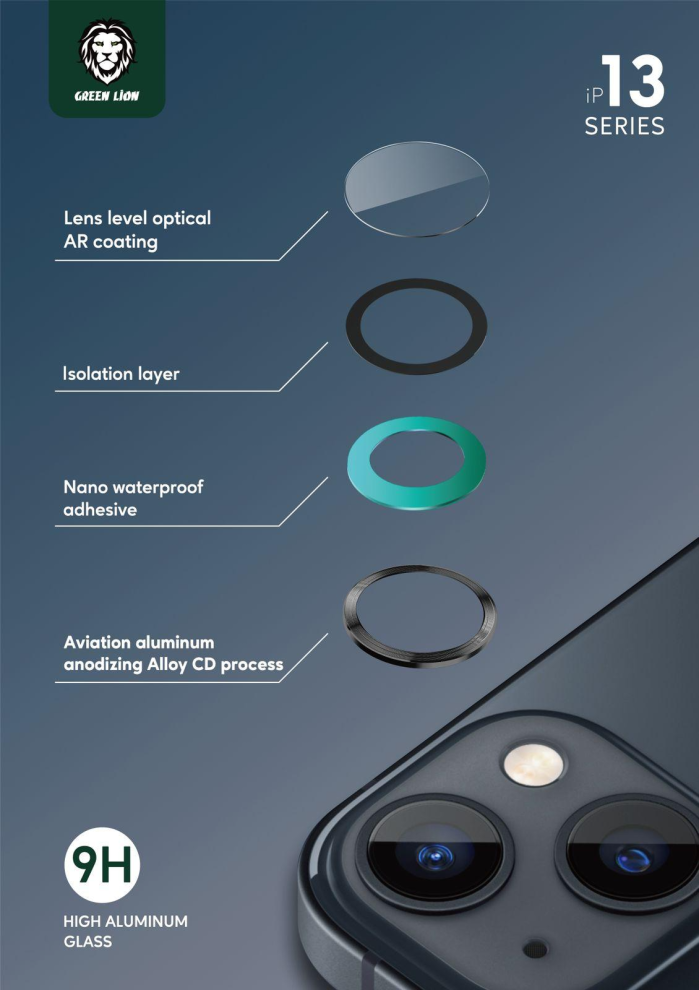 GREEN LION
iP13
SERIES
Lens level optical
AR coating
Isolation layer
Nano waterproof
adhesive
Aviation aluminum
anodizing Alloy CD process
9H
HIGH ALUMINUM
GLASS